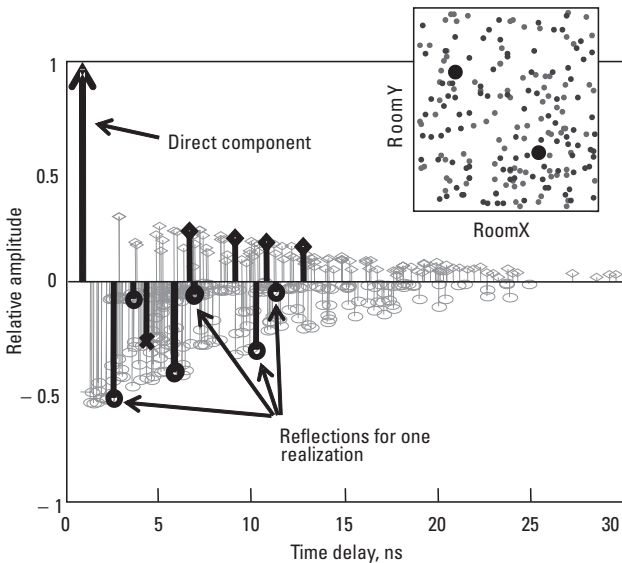 Room Y
RoomX
Relative amplitude
1
0.5
0
− 0.5
− 1
Direct component
Reflections for one
realization
0
5
10
15
20
25
30
Time delay, ns